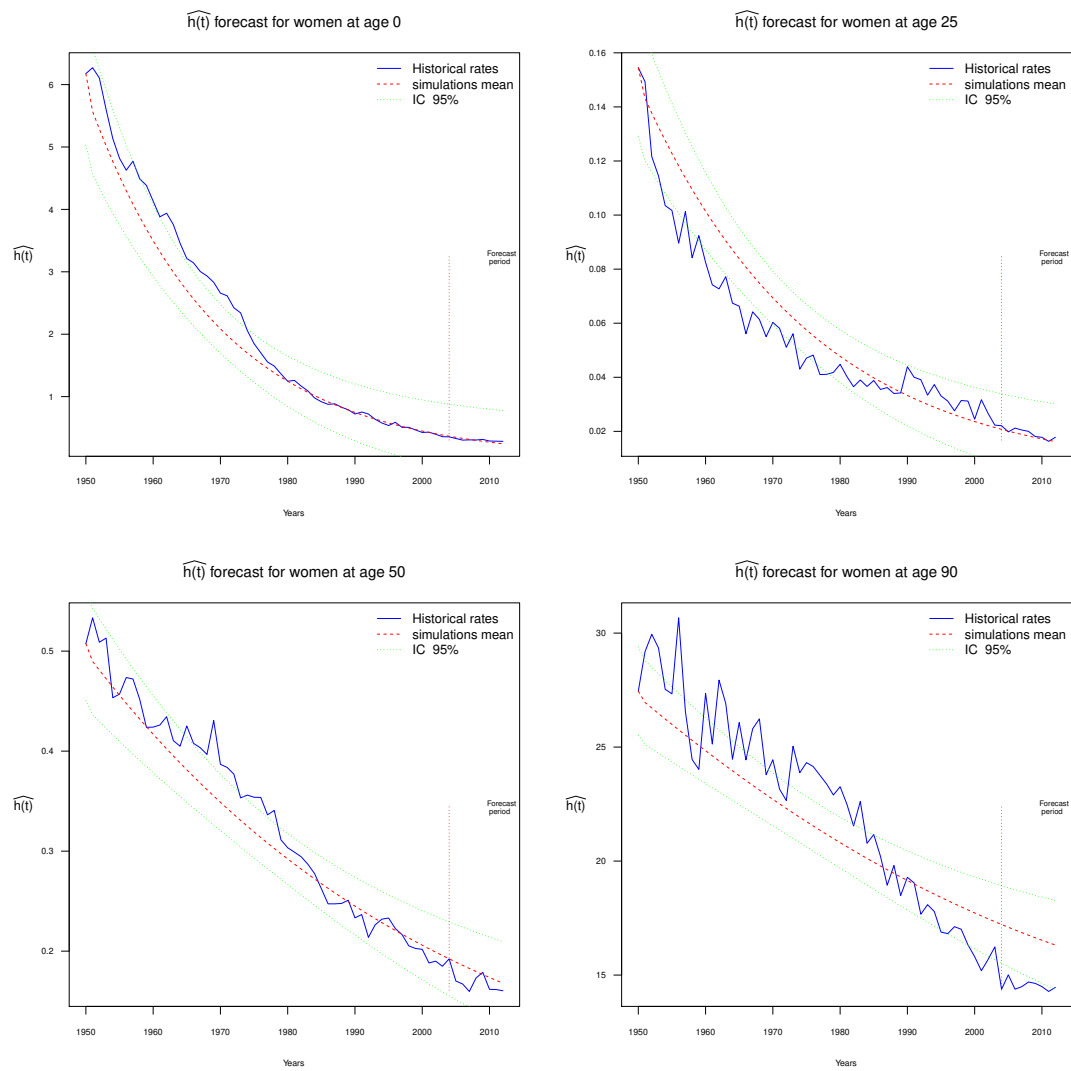 h(t) forecast for women at age 0
Historical rates
simulations mean
IC 95%
6
5
4
3
2
1
h(t)
Forecast
period
1950 1960 1970 1980 1990 2000 2010
Years
h(t) forecast for women at age 25
Historical rates
simulations mean
IC 95%
0.16
0.14
0.12
0.10
0.08
0.06
0.04
0.02
h(t)
Forecast
period
1950 1960 1970 1980 1990 2000 2010
Years
h(t) forecast for women at age 50
Historical rates
simulations mean
IC 95%
0.5
0.4
0.3
0.2
h(t)
Forecast
period
1950 1960 1970 1980 1990 2000 2010
Years
h(t) forecast for women at age 90
Historical rates
simulations mean
IC 95%
30
25
20
15
h(t)
Forecast
period
1950 1960 1970 1980 1990 2000 2010
Years